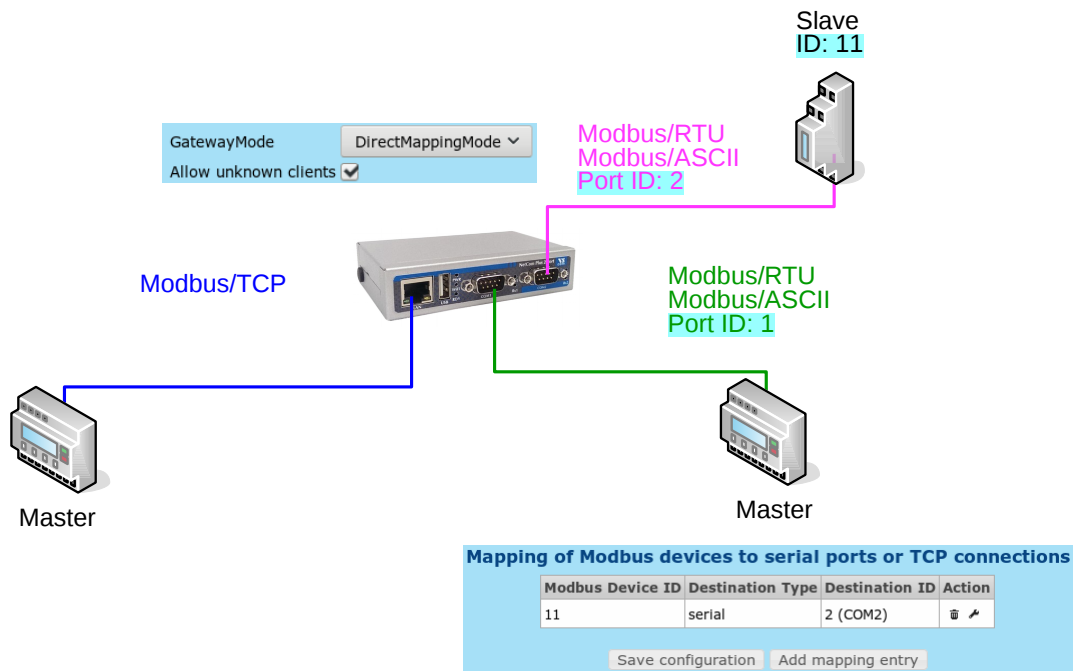 Slave
ID: 11
GatewayMode
DirectMappingMode
Allow unknown clients
Modbus/RTU
Modbus/ASCII
Port ID: 2
Modbus/TCP
Modbus/RTU
Modbus/ASCII
Port ID: 1
Master
Master
Mapping of Modbus devices to serial ports or TCP connections
Modbus Device ID Destination Type Destination ID Action
11 serial 2 (COM2)
Save configuration Add mapping entry